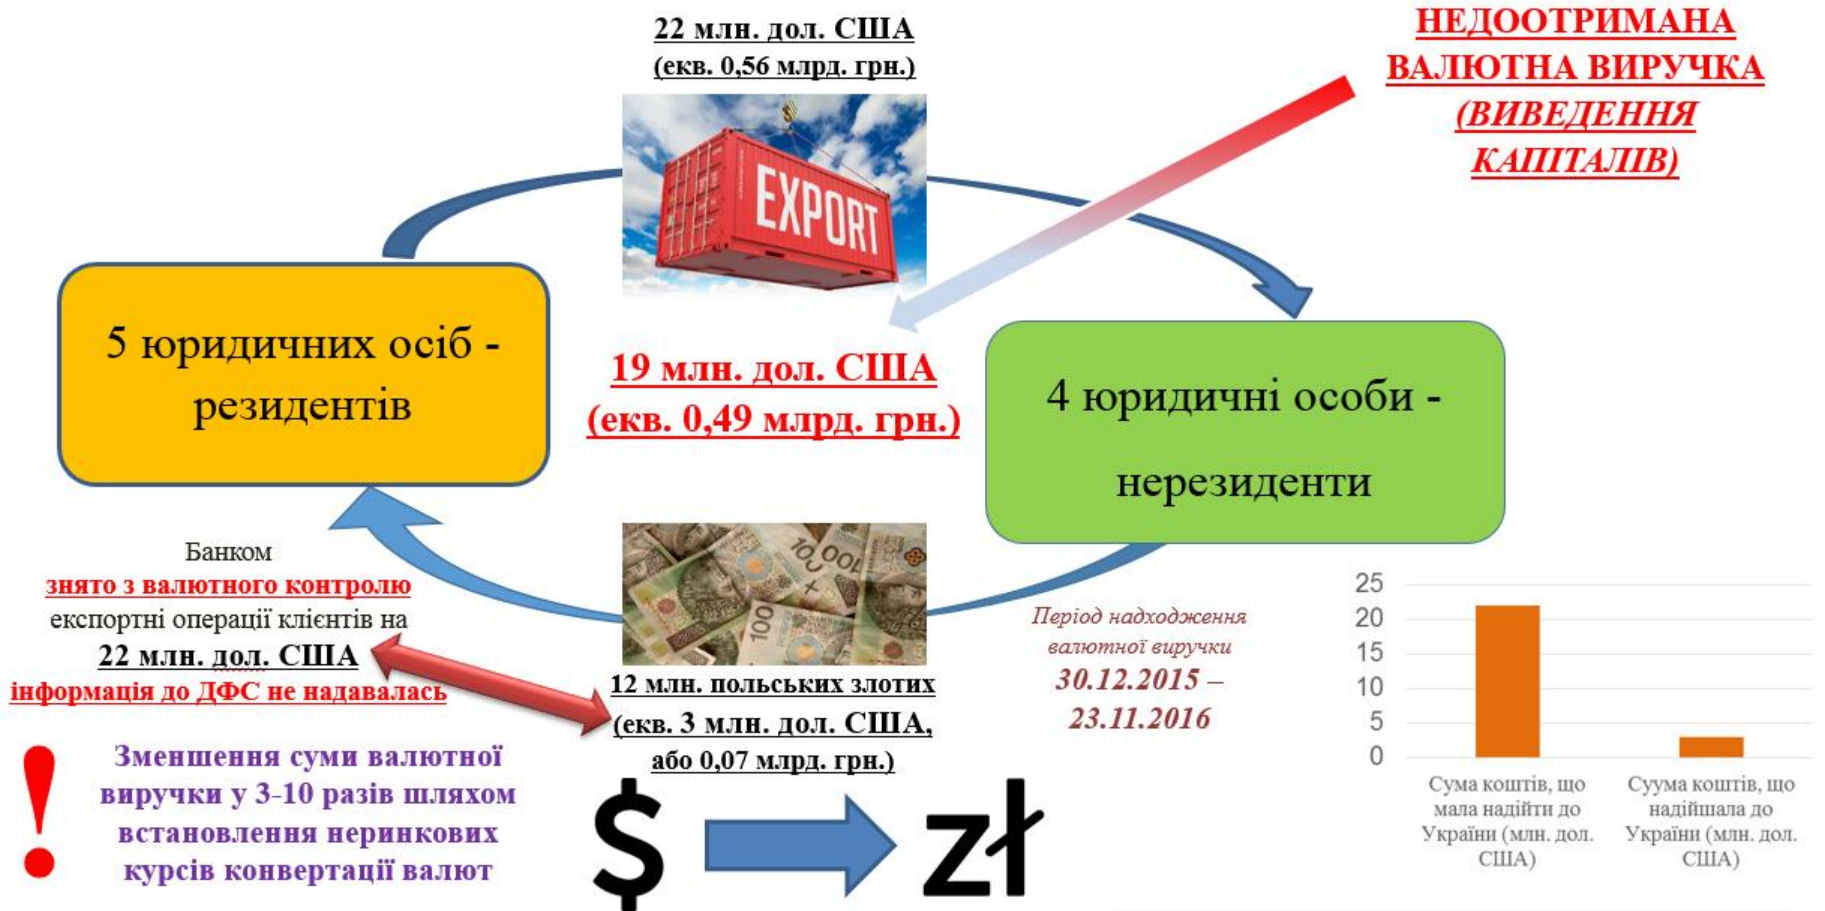 22 млн. дол. США
(екв. 0,56 млрд. грн.)
НЕДООТРИМАНА
ВАЛЮТНА ВИРУЧКА
(ВИВЕДЕННЯ
КАПІТАЛІВ)
EXPORT
5 юридичних осіб -
резидентів
19 млн. дол. США
(екв. 0,49 млрд. грн.)
4 юридичні особи -
нерезиденти
Банком
знято з валютного контролю
експортні операції клієнтів на
22 млн. дол. США
інформація до ДФС не надавалась
100
100
100
12 млн. польських злотих
(екв. 3 млн. дол. США,
або 0,07 млрд. грн.)
Період надходження
валютної виручки
30.12.2015 –
23.11.2016
25
20
15
10
5
0
Сума коштів, що
мала надійти до
України (млн. дол.
США)
Суума коштів, що
надійшала до
України (млн. дол.
США)
!
Зменшення суми валютної
виручки у 3-10 разів шляхом
встановлення неринкових
курсів конвертації валют
$
zł